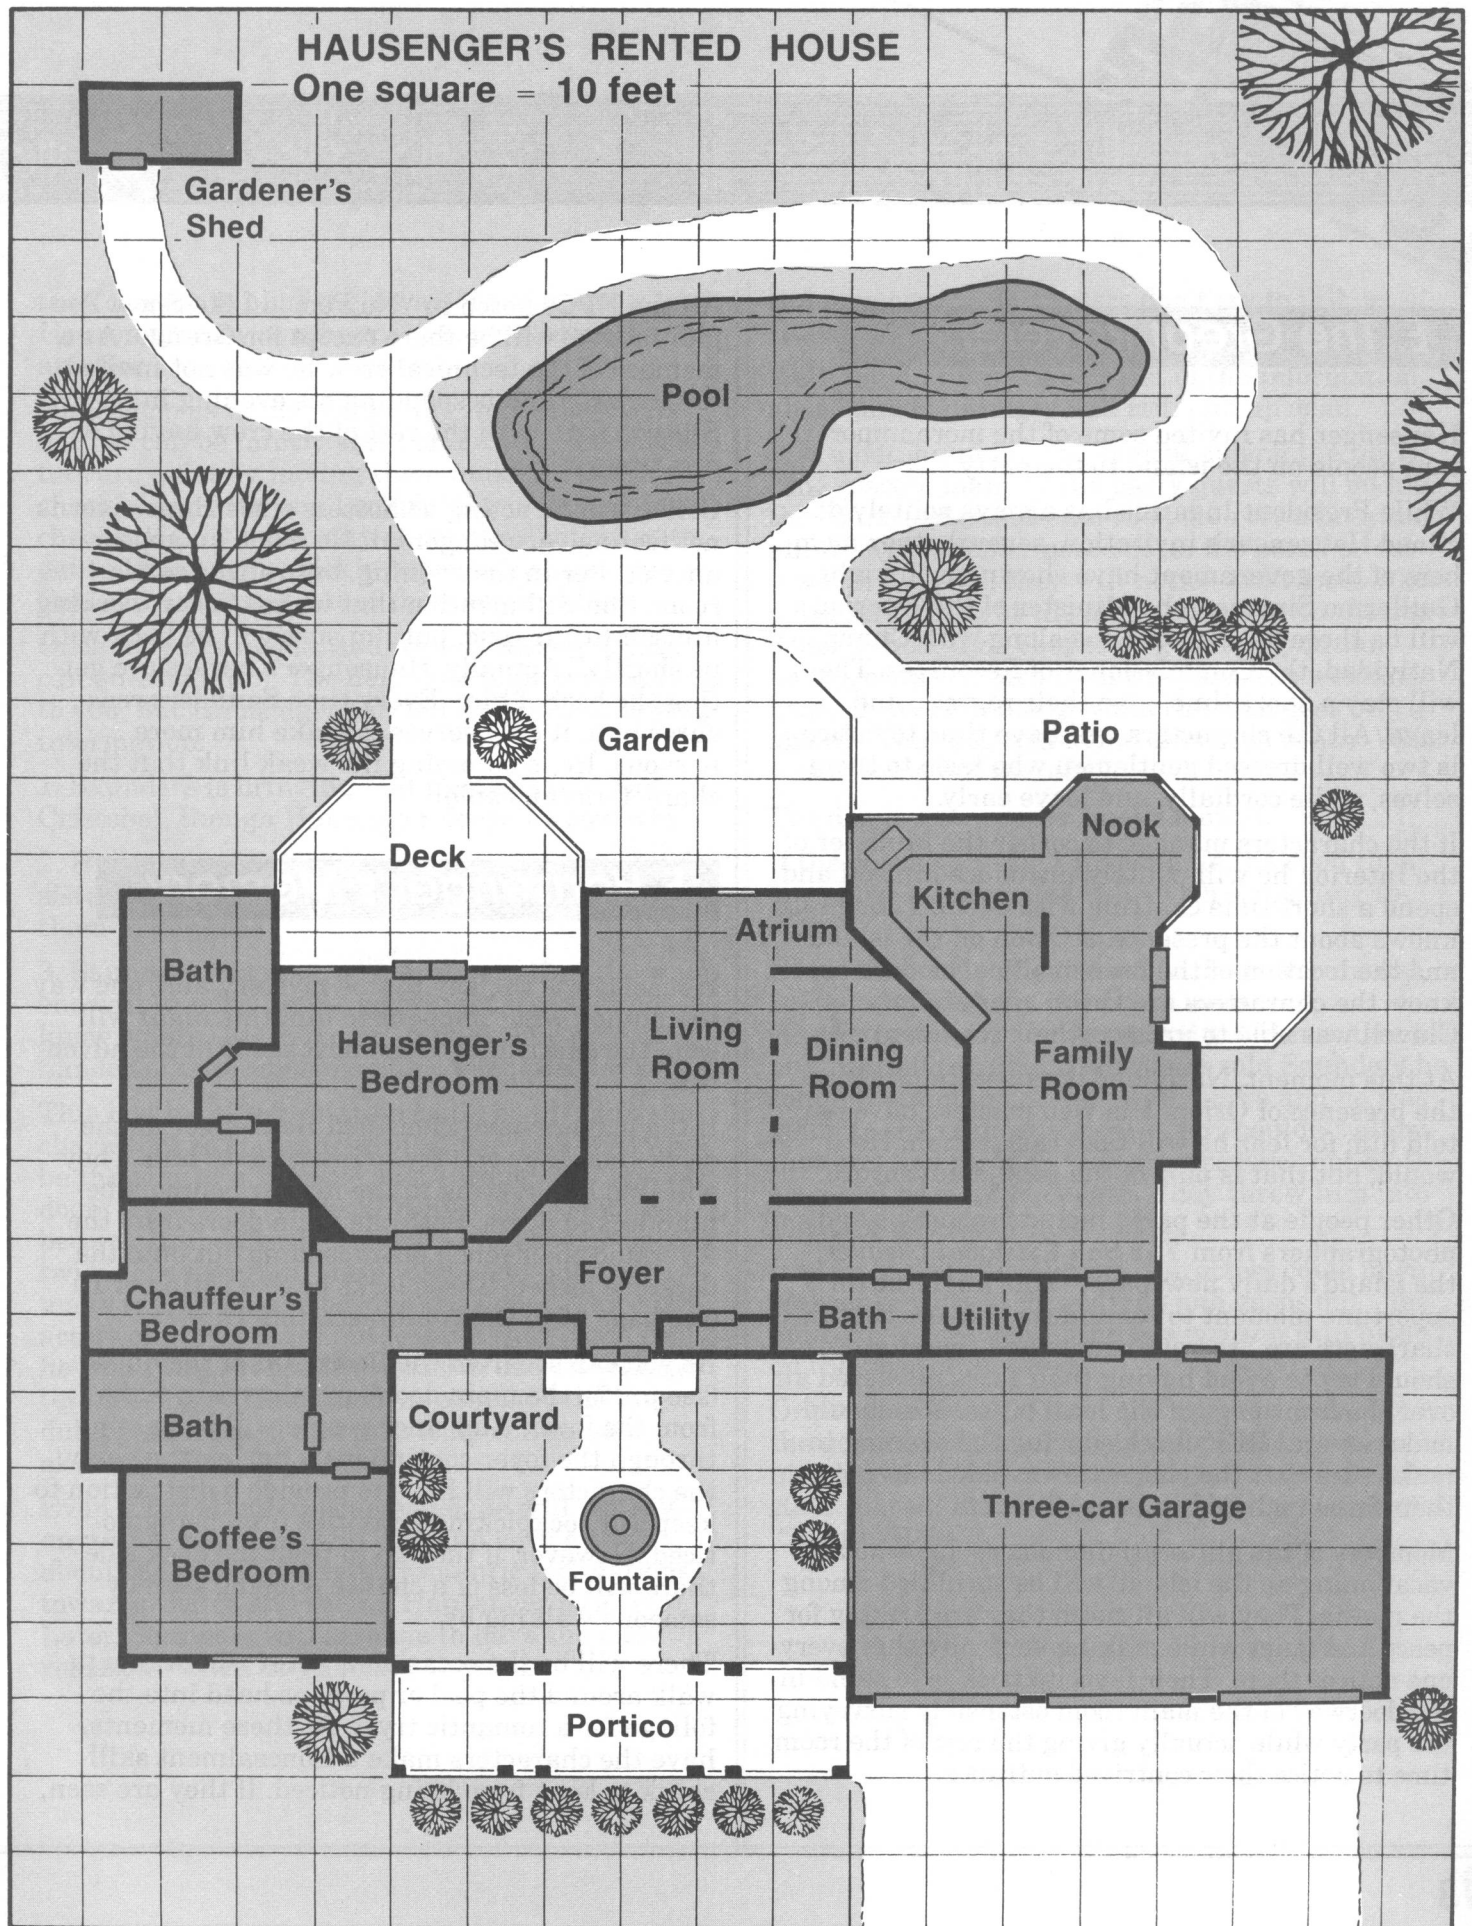 HAUSENGER'S RENTED HOUSE
One square = 10 feet
Gardener's
Shed
Pool
Garden
Patio
Nook
Deck
Kitchen
Atrium
Bath
Hausenger's
Bedroom
Living
Room
Dining
Room
Family
Room
Foyer
Chauffeur's
Bedroom
Bath
Utility
Bath
Courtyard
Three-car Garage
Coffee's
Bedroom
Fountain
Portico